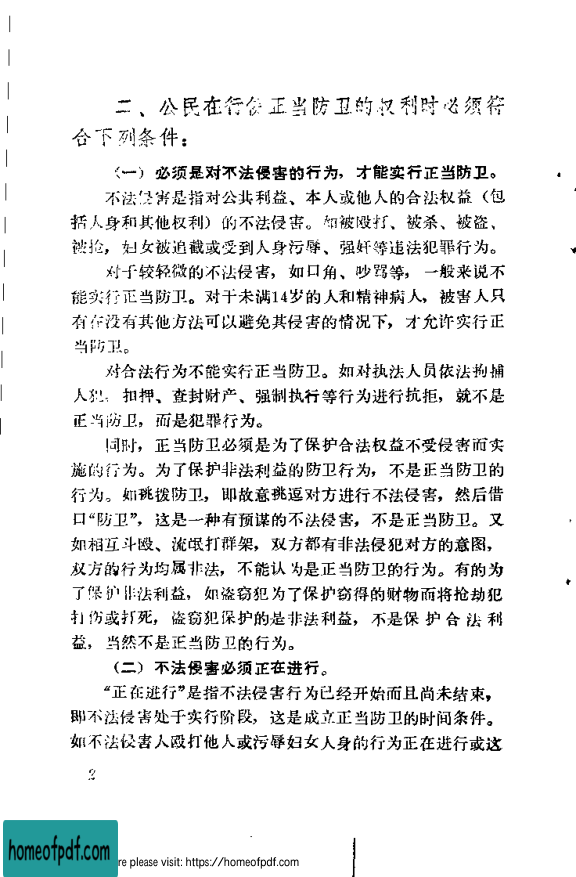 二、公民在行使正当防卫的权利时必须符
合下列条件：
（一）必须是对不法侵害的行为，才能实行正当防卫。
不法侵害是指对公共利益、本人或他人的合法权益（包
括人身和其他权利）的不法侵害。如被殴打、被杀、被盗、
被抢，妇女被追截或受到人身污辱、强奸等违法犯罪行为。
对于较轻微的不法侵害，如口角、吵骂等，一般来说不
能实行正当防卫。对于未满14岁的人和精神病人，被害人只
有在没有其他方法可以避免其侵害的情况下，才允许实行正
当防卫。
对合法行为不能实行正当防卫。如对执法人员依法拘捕
人犯、扣押、查封财产、强制执行等行为进行抗拒，就不是
正当防卫，而是犯罪行为。
同时，正当防卫必须是为了保护合法权益不受侵害而实
施的行为。为了保护非法利益的防卫行为，不是正当防卫的
行为。如挑拨防卫，即故意挑逗对方进行不法侵害，然后借
口“防卫”，这是一种有预谋的不法侵害，不是正当防卫。又
如相互斗殴、流氓打群架，双方都有非法侵犯对方的意图，
双方的行为均属非法，不能认为是正当防卫的行为。有的为
了保护非法利益，如盗窃犯为了保护窃得的财物而将抢劫犯
打伤或打死，盗窃犯保护的是非法利益，不是保护合法利
益，当然不是正当防卫的行为。
（二）不法侵害必须正在进行。
“正在进行”是指不法侵害行为已经开始而且尚未结束，
即不法侵害处于实行阶段，这是成立正当防卫的时间条件。
如不法侵害人殴打他人或污辱妇女人身的行为正在进行或这
2
homeofpdf.com
re please visit: https://homeofpdf.com